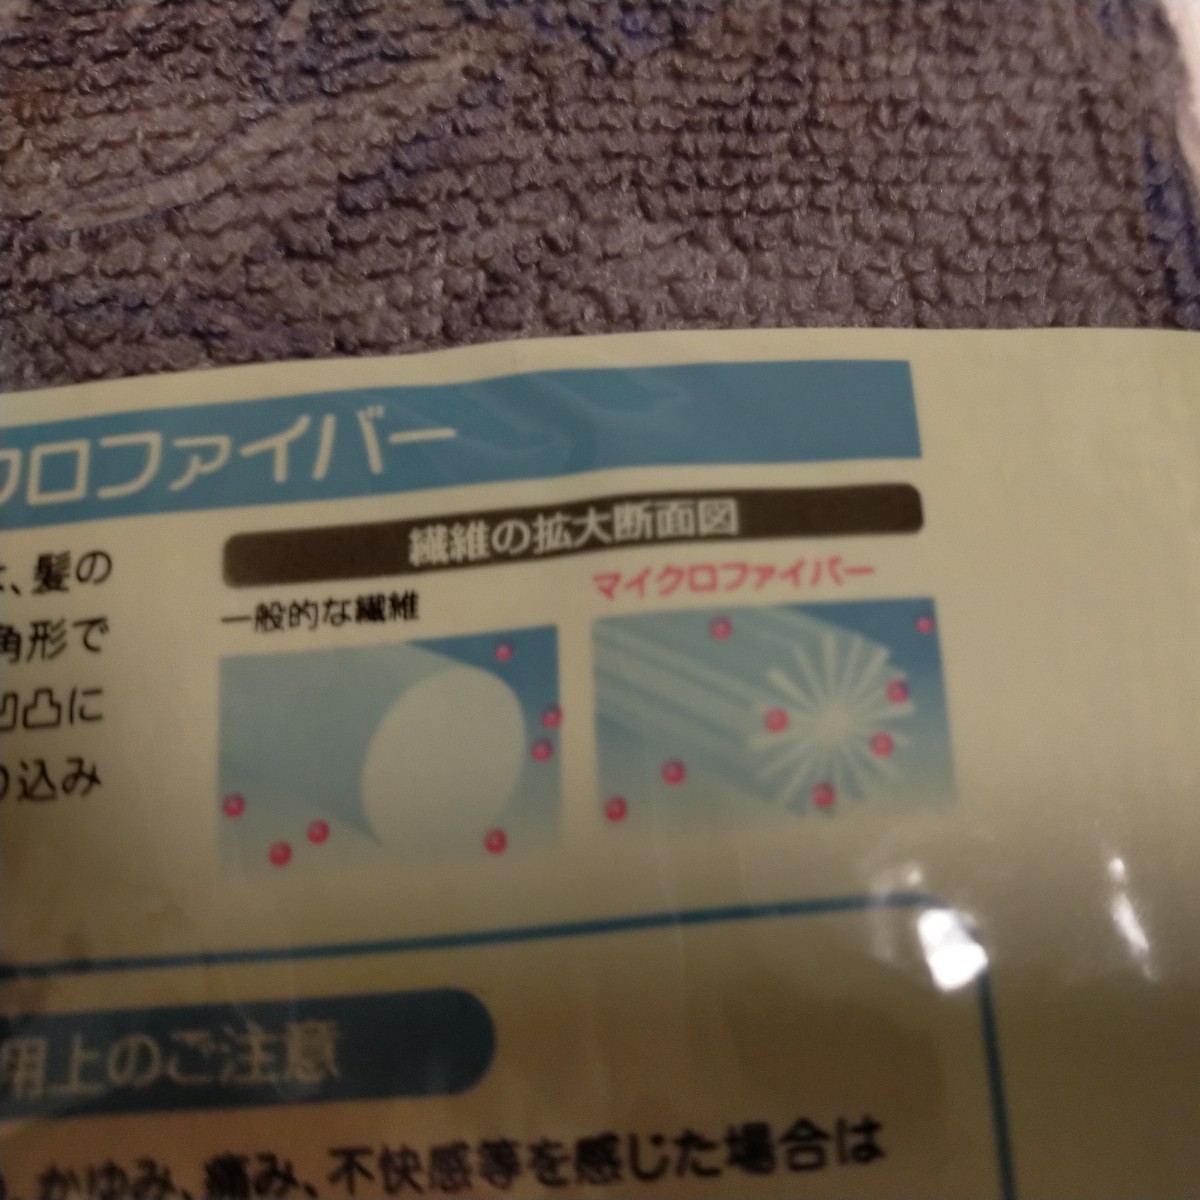 クロファイバー
繊維の拡大断面図
一般的な繊維
マイクロファイバー
、髪の
角形で
凹凸に
り込み
用上のご注意
、かゆみ、痛み、不快感等を感じた場合は